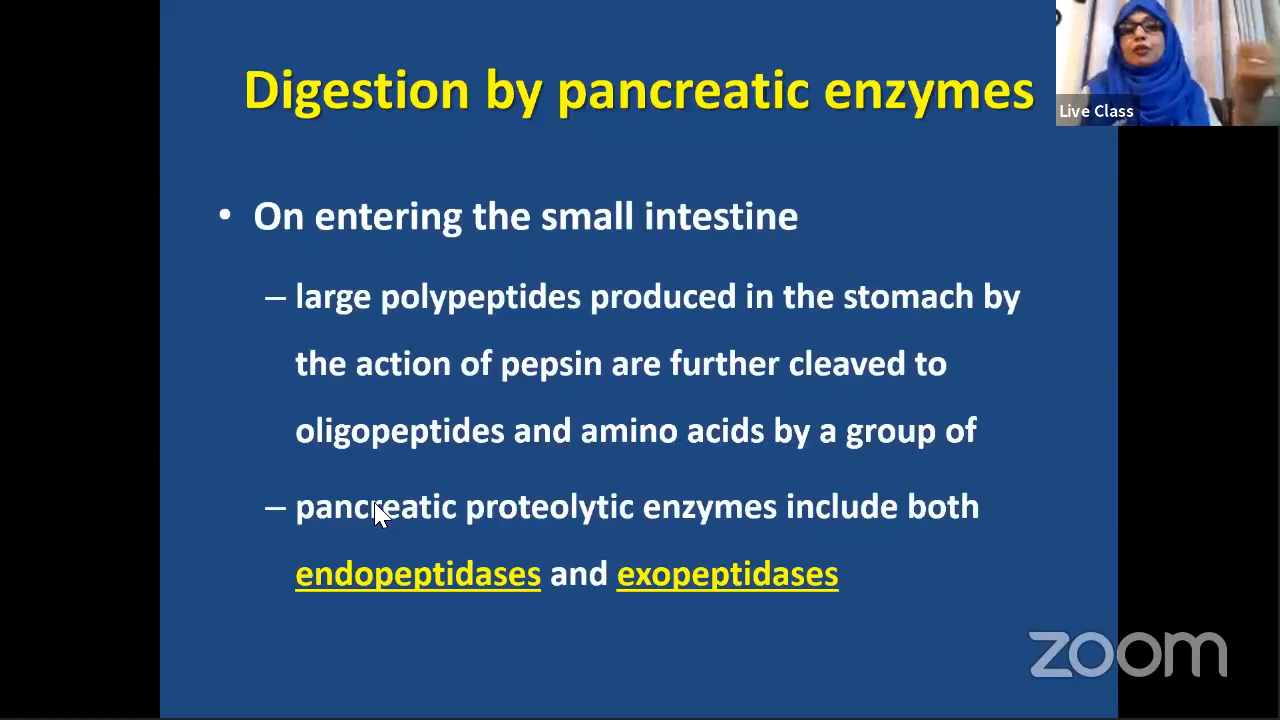 Digestion by pancreatic enzymes
Live Class
• On entering the small intestine
– large polypeptides produced in the stomach by
the action of pepsin are further cleaved to
oligopeptides and amino acids by a group of
– pancreatic proteolytic enzymes include both
endopeptidases and exopeptidases
zoom